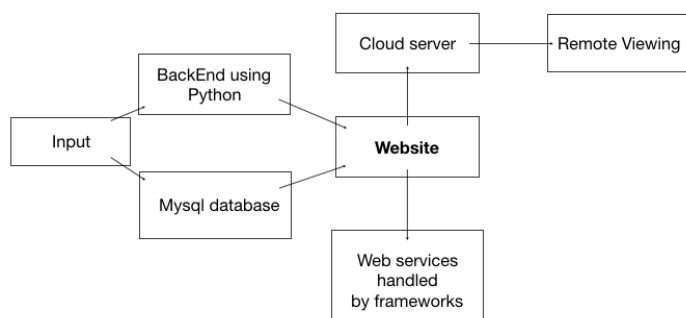 Cloud server
Remote Viewing
BackEnd using
Python
Input
Website
Mysql database
Web services
handled
by frameworks